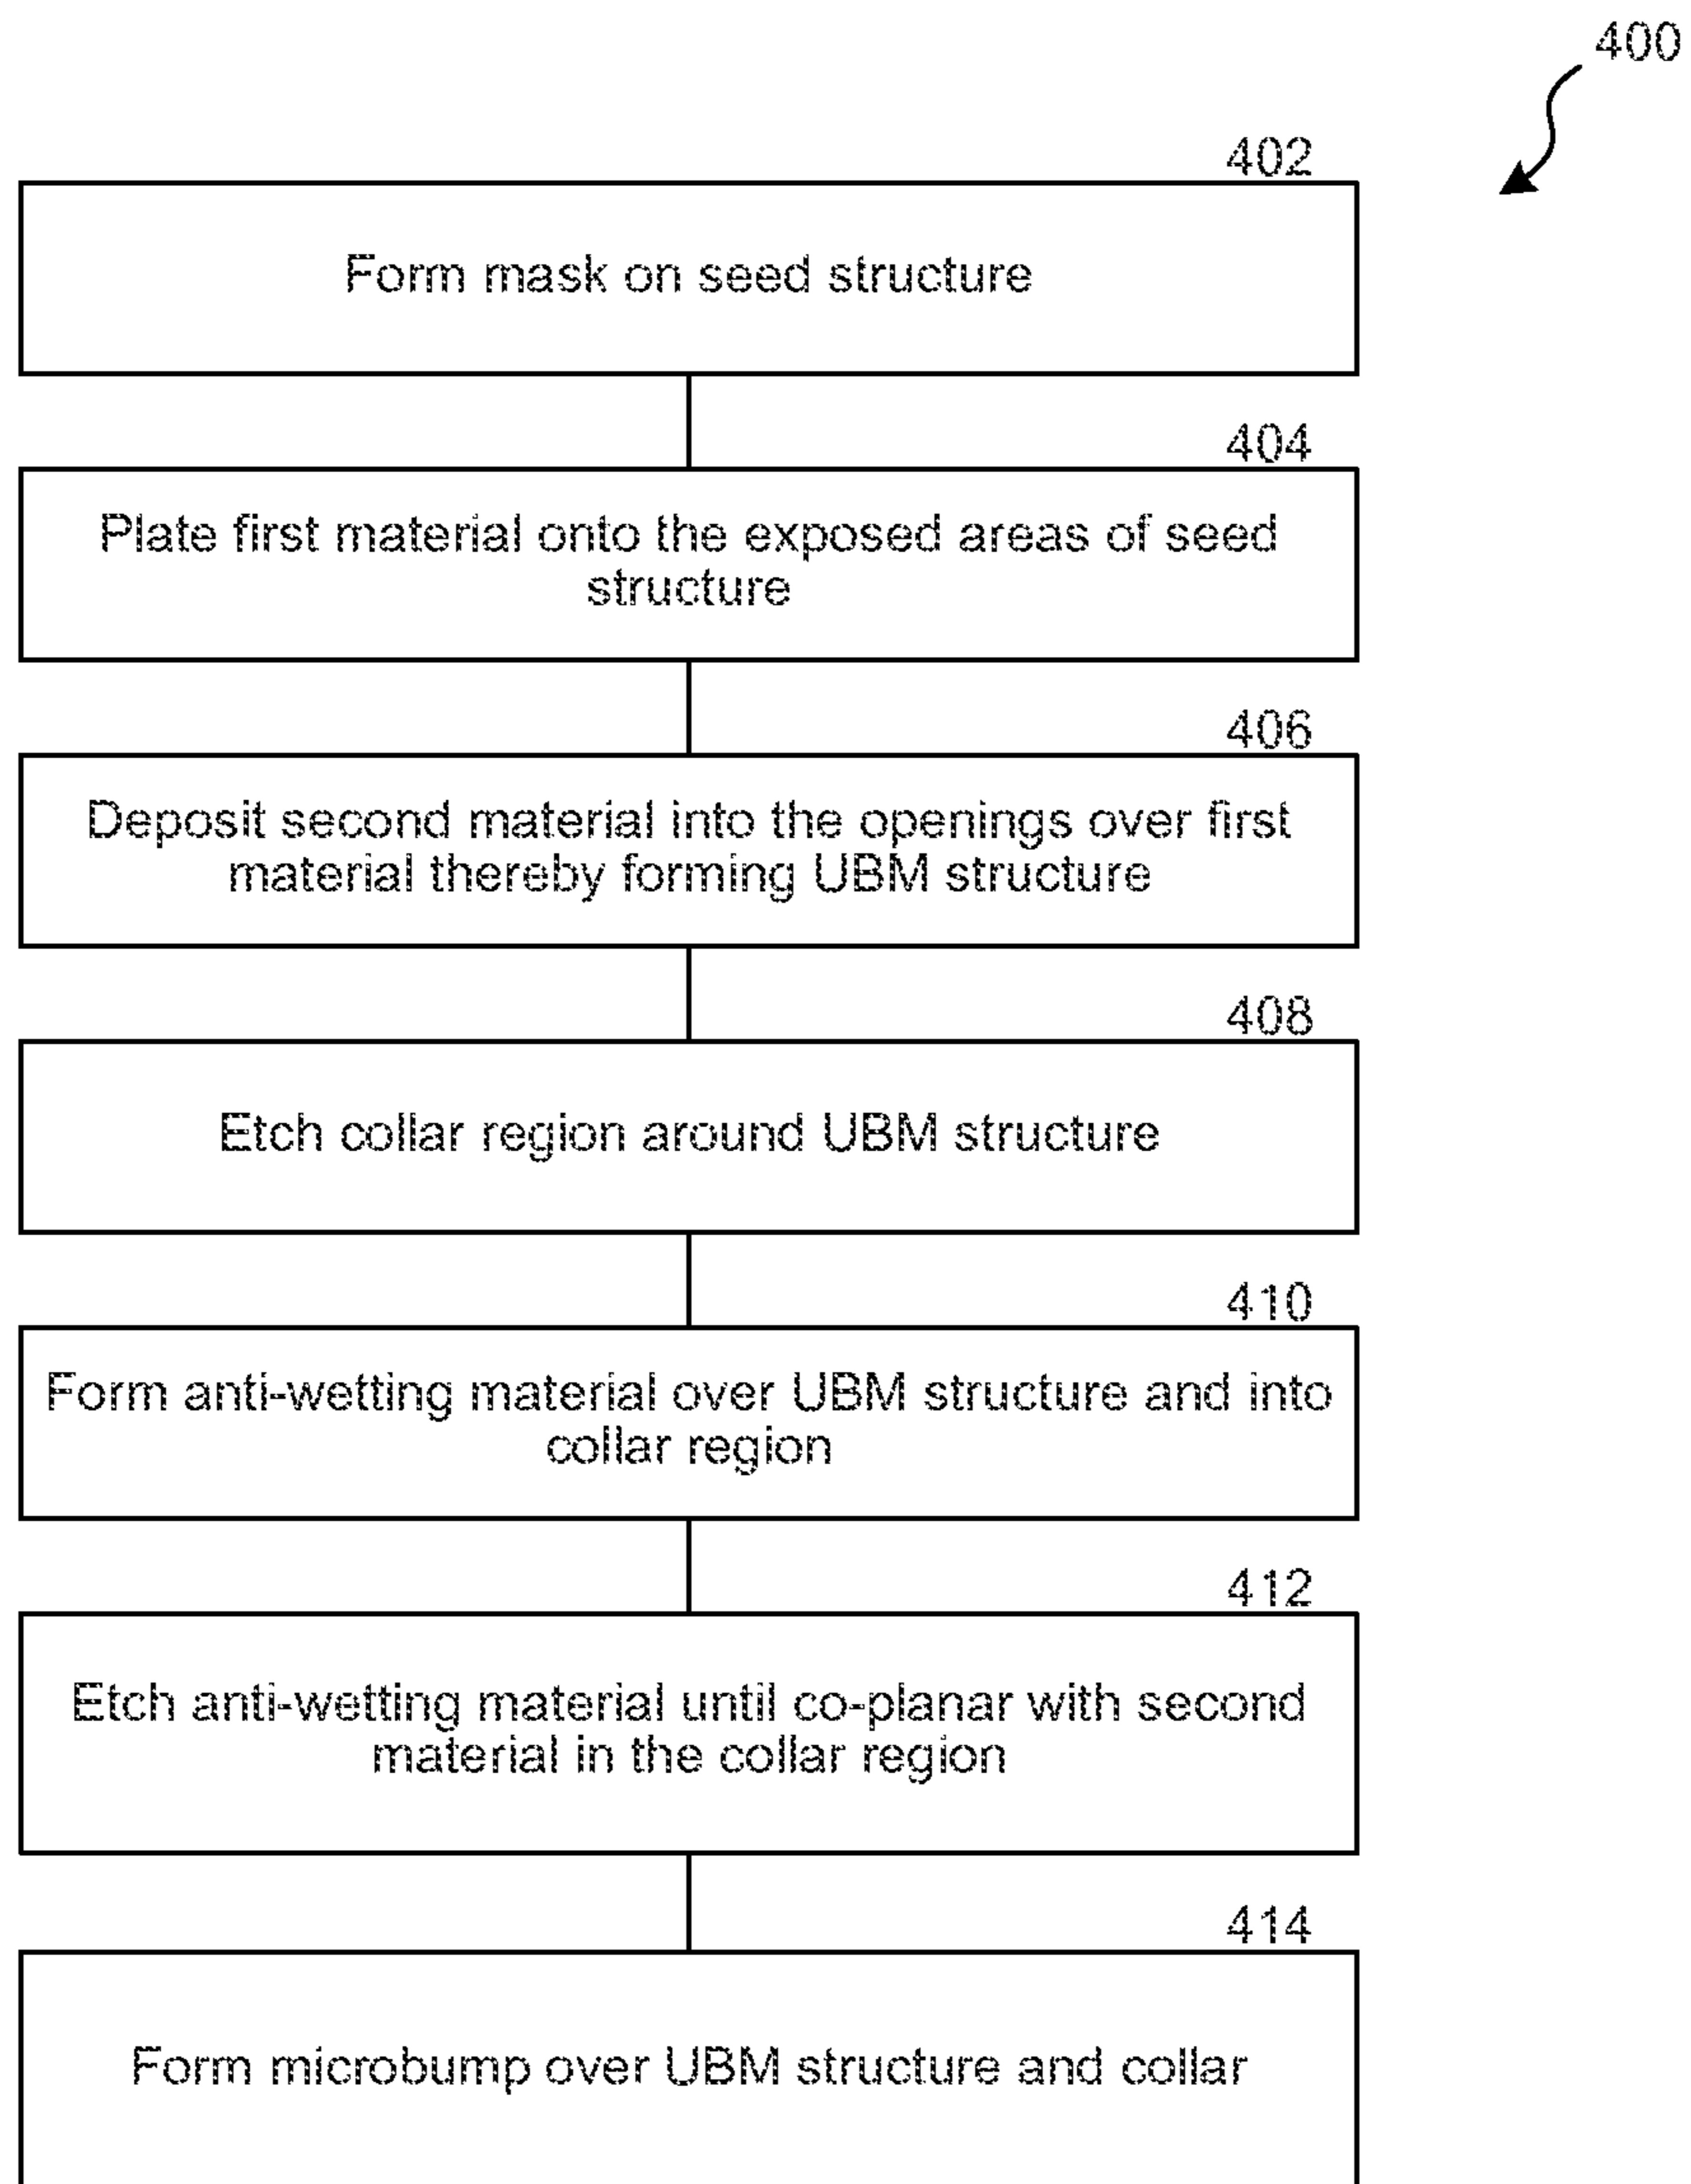 400
402
Form mask on seed structure
404
Plate first material onto the exposed areas of seed
structure
406
Deposit second material into the openings over first
material thereby forming UBM structure
408
Etch collar region around UBM structure
410
Form anti-wetting material over UBM structure and into
collar region
412
Etch anti-wetting material until co-planar with second
material in the collar region
414
Form microbump over UBM structure and collar